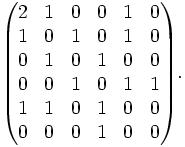 2 1 0 0 1 0
1 0 1 0 1 0
0 1 0 1 0 0
0 0 1 0 1 1
1 1 0 1 0 0
0 0 0 1 0 0 .